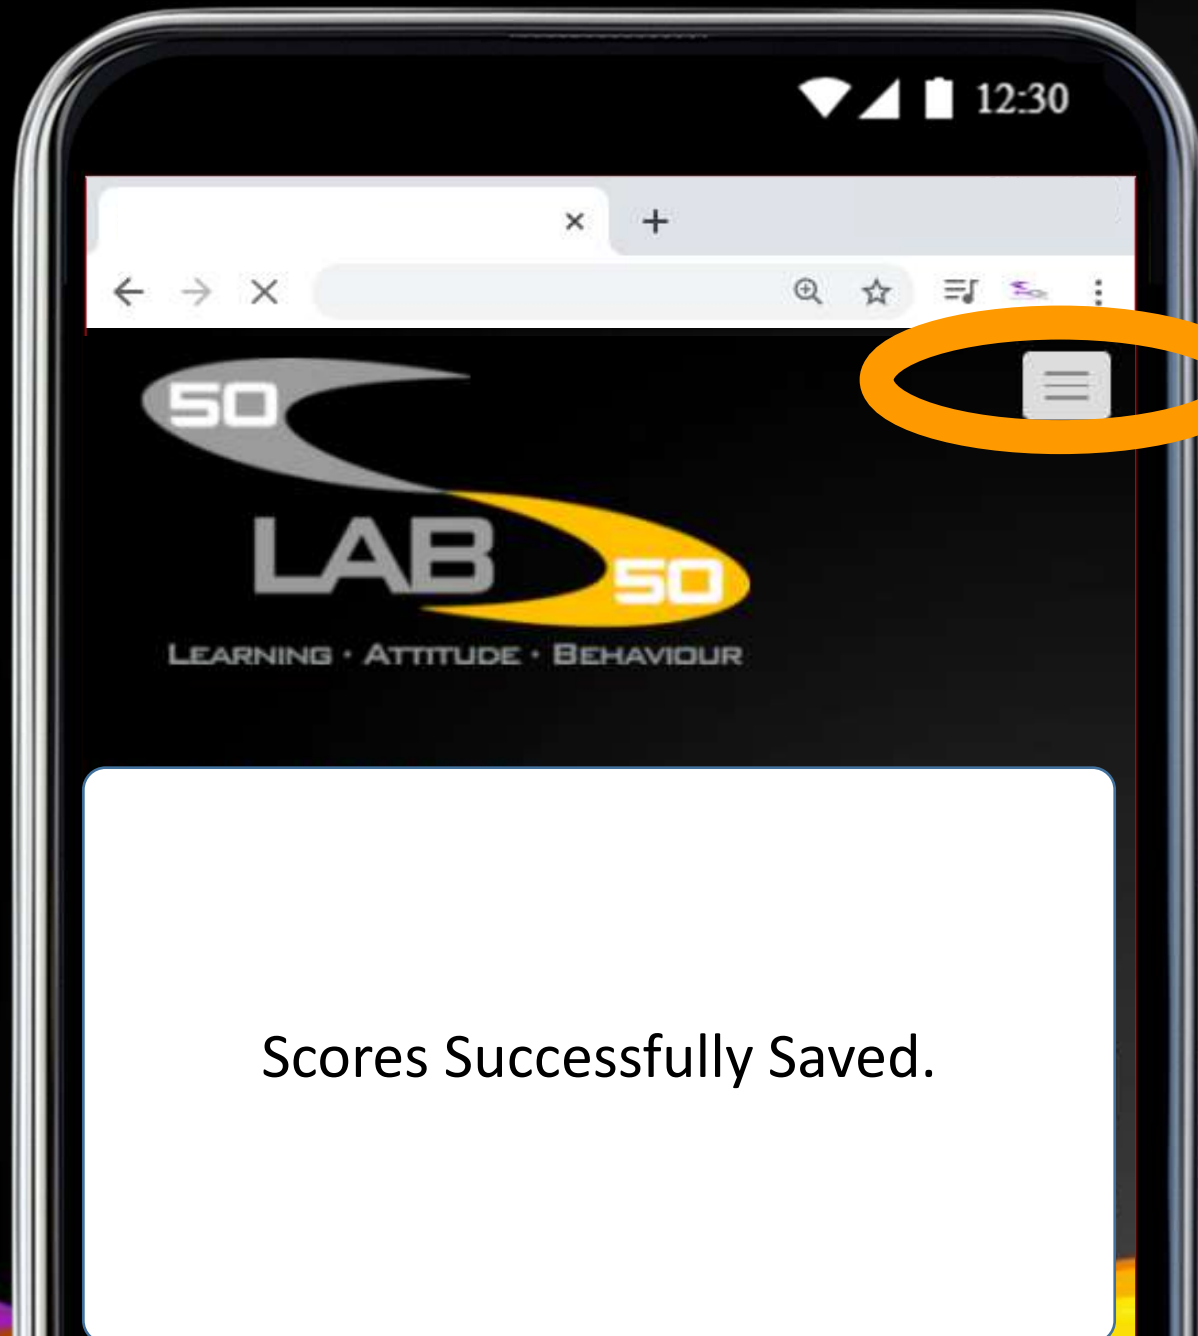 12:30
50
LAB
50
LEARNING · ATTITUDE · BEHAVIOUR
Scores Successfully Saved.